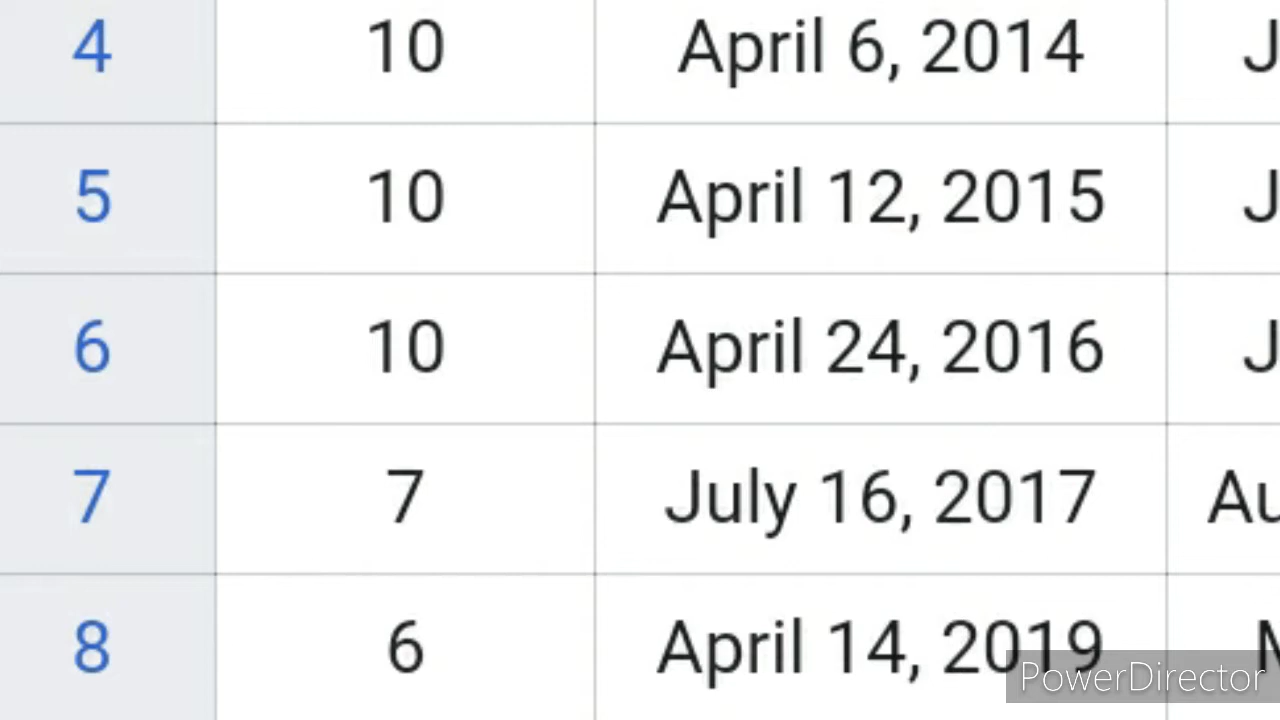 4 10 April 6, 2014 J
5 10 April 12, 2015 J
6 10 April 24, 2016 J
7 7 July 16, 2017 Au
8 6 April 14, 2019 M
PowerDirector